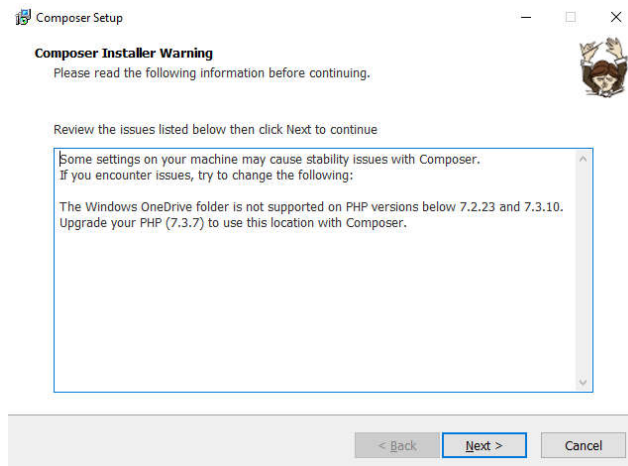 Composer Setup
Composer Installer Warning
Please read the following information before continuing.
Review the issues listed below then click Next to continue
Some settings on your machine may cause stability issues with Composer.
If you encounter issues, try to change the following:
The Windows OneDrive folder is not supported on PHP versions below 7.2.23 and 7.3.10.
Upgrade your PHP (7.3.7) to use this location with Composer.
< Back Next > Cancel